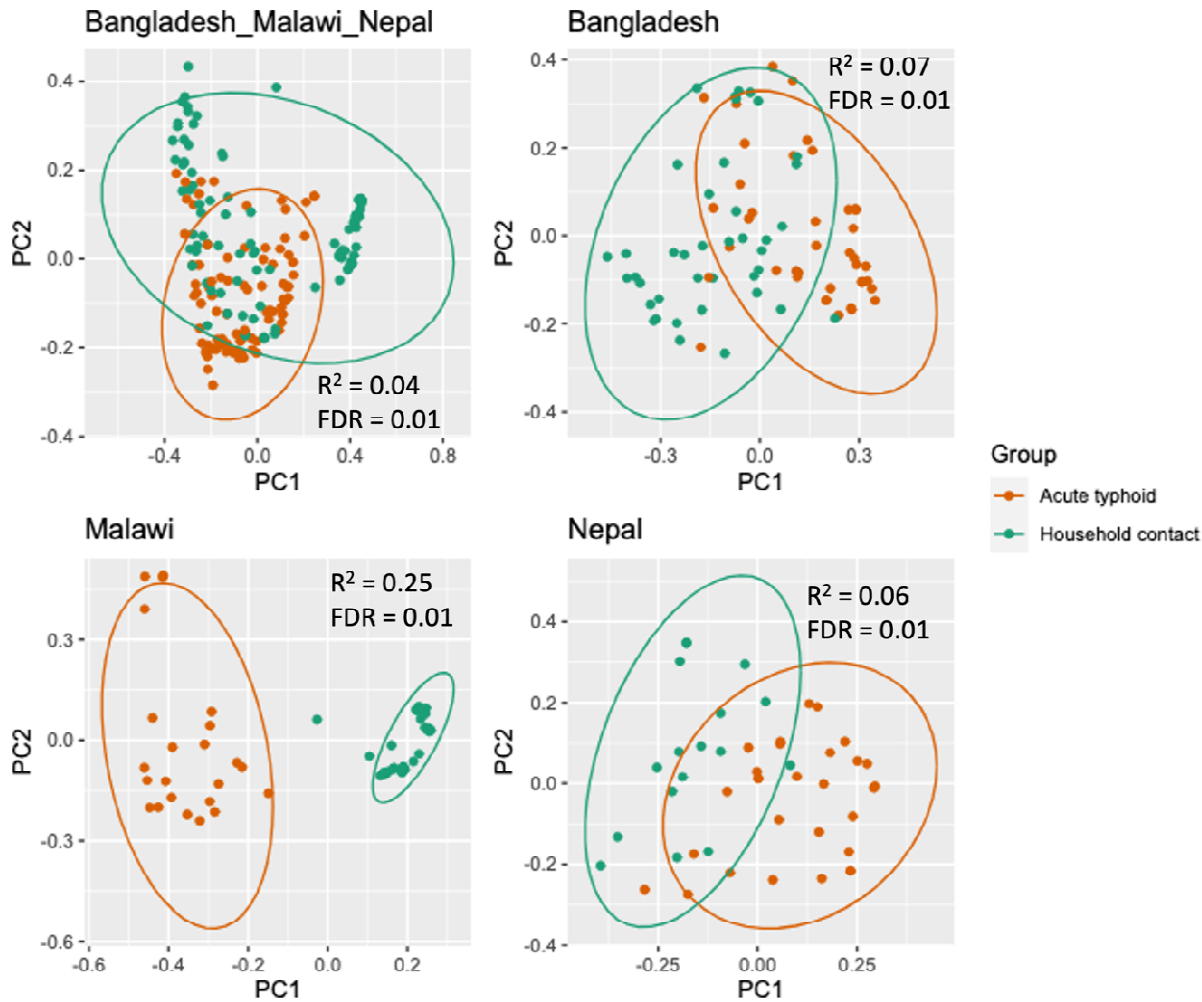 Bangladesh_Malawi_Nepal
R² = 0.04
FDR = 0.01
0.4
0.2
0.0
-0.2
-0.4
-0.4
0.0
0.4
0.8
PC1
PC2
Bangladesh
R² = 0.07
FDR = 0.01
0.4
0.2
0.0
-0.2
-0.4
-0.3
0.0
0.3
PC1
PC2
Group
Acute typhoid
Household contact
Malawi
R² = 0.25
FDR = 0.01
0.3
0.0
-0.3
-0.6
-0.6
-0.4
-0.2
0.0
0.2
PC1
PC2
Nepal
R² = 0.06
FDR = 0.01
0.4
0.2
0.0
-0.2
-0.4
-0.25
0.00
0.25
PC1
PC2